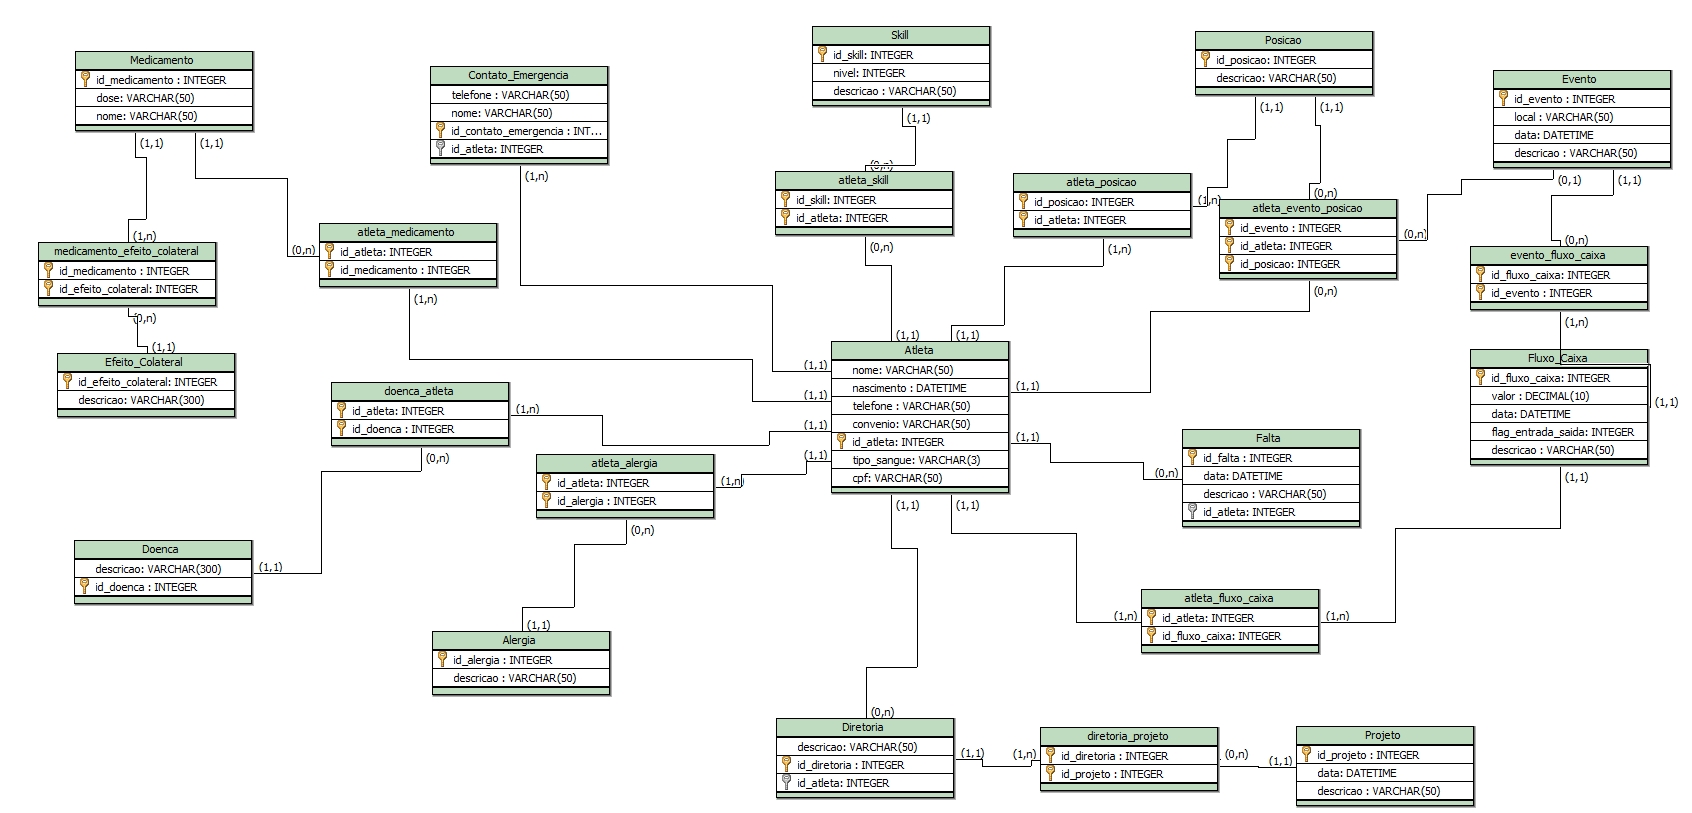 Medicamento
id_medicamento : INTEGER
dose: VARCHAR(50)
nome: VARCHAR(50)
(1,1)
(1,1)
Contato_Emergencia
telefone : VARCHAR(50)
nome: VARCHAR(50)
id_contato_emergencia : INT...
id_atleta: INTEGER
(1,n)
Skill
id_skill: INTEGER
nivel: INTEGER
descricao : VARCHAR(50)
(1,1)
Posicao
id_posicao: INTEGER
descricao: VARCHAR(50)
(1,1)
(1,1)
Evento
id_evento : INTEGER
local : VARCHAR(50)
data: DATETIME
descricao : VARCHAR(50)
(0,1)
(1,1)
(0,n)
atleta_skill
id_skill: INTEGER
id_atleta: INTEGER
(0,n)
atleta_posicao
id_posicao: INTEGER
id_atleta: INTEGER
(1,n)
(1,n)
(0,n)
atleta_evento_posicao
id_evento : INTEGER
id_atleta: INTEGER
id_posicao: INTEGER
(0,n)
(0,n)
(0,n)
evento_fluxo_caixa
id_fluxo_caixa: INTEGER
id_evento : INTEGER
(1,n)
(1,n)
medicamento_efeito_colateral
id_medicamento : INTEGER
id_efeito_colateral: INTEGER
(0,n)
(0,n)
atleta_medicamento
id_atleta: INTEGER
id_medicamento : INTEGER
(1,n)
(1,1)
Efeito_Colateral
id_efeito_colateral: INTEGER
descricao: VARCHAR(300)
(1,1)
(1,1)
Atleta
nome: VARCHAR(50)
nascimento : DATETIME
telefone : VARCHAR(50)
convenio: VARCHAR(50)
id_atleta: INTEGER
tipo_sangue: VARCHAR(3)
cpf: VARCHAR(50)
(1,1)
(1,1)
(1,1)
(1,1)
(1,1)
(1,1)
(1,1)
(1,1)
Fluxo_Caixa
id_fluxo_caixa: INTEGER
valor : DECIMAL(10)
data: DATETIME
flag_entrada_saida: INTEGER
descricao : VARCHAR(50)
(1,1)
(1,1)
doenca_atleta
id_atleta: INTEGER
id_doenca : INTEGER
(1,n)
(0,n)
atleta_alergia
id_atleta: INTEGER
id_alergia : INTEGER
(1,n)
(0,n)
Falta
id_falta : INTEGER
data: DATETIME
descricao : VARCHAR(50)
id_atleta: INTEGER
(0,n)
Doenca
descricao: VARCHAR(300)
id_doenca : INTEGER
(1,1)
(1,1)
Alergia
id_alergia : INTEGER
descricao : VARCHAR(50)
atleta_fluxo_caixa
id_atleta: INTEGER
id_fluxo_caixa: INTEGER
(1,n)
(1,n)
(0,n)
Diretoria
descricao: VARCHAR(50)
id_diretoria : INTEGER
id_atleta: INTEGER
(1,1)
(1,n)
diretoria_projeto
id_diretoria : INTEGER
id_projeto : INTEGER
(0,n)
(1,1)
Projeto
id_projeto : INTEGER
data: DATETIME
descricao : VARCHAR(50)